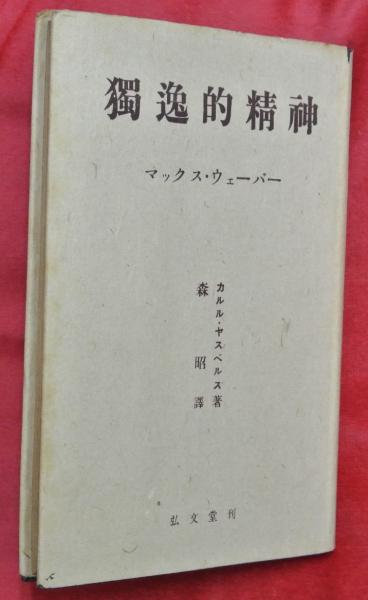 獨逸的精神
マックス・ウェーバー
カルル・ヤスペルス著
森昭譯
弘文堂刊